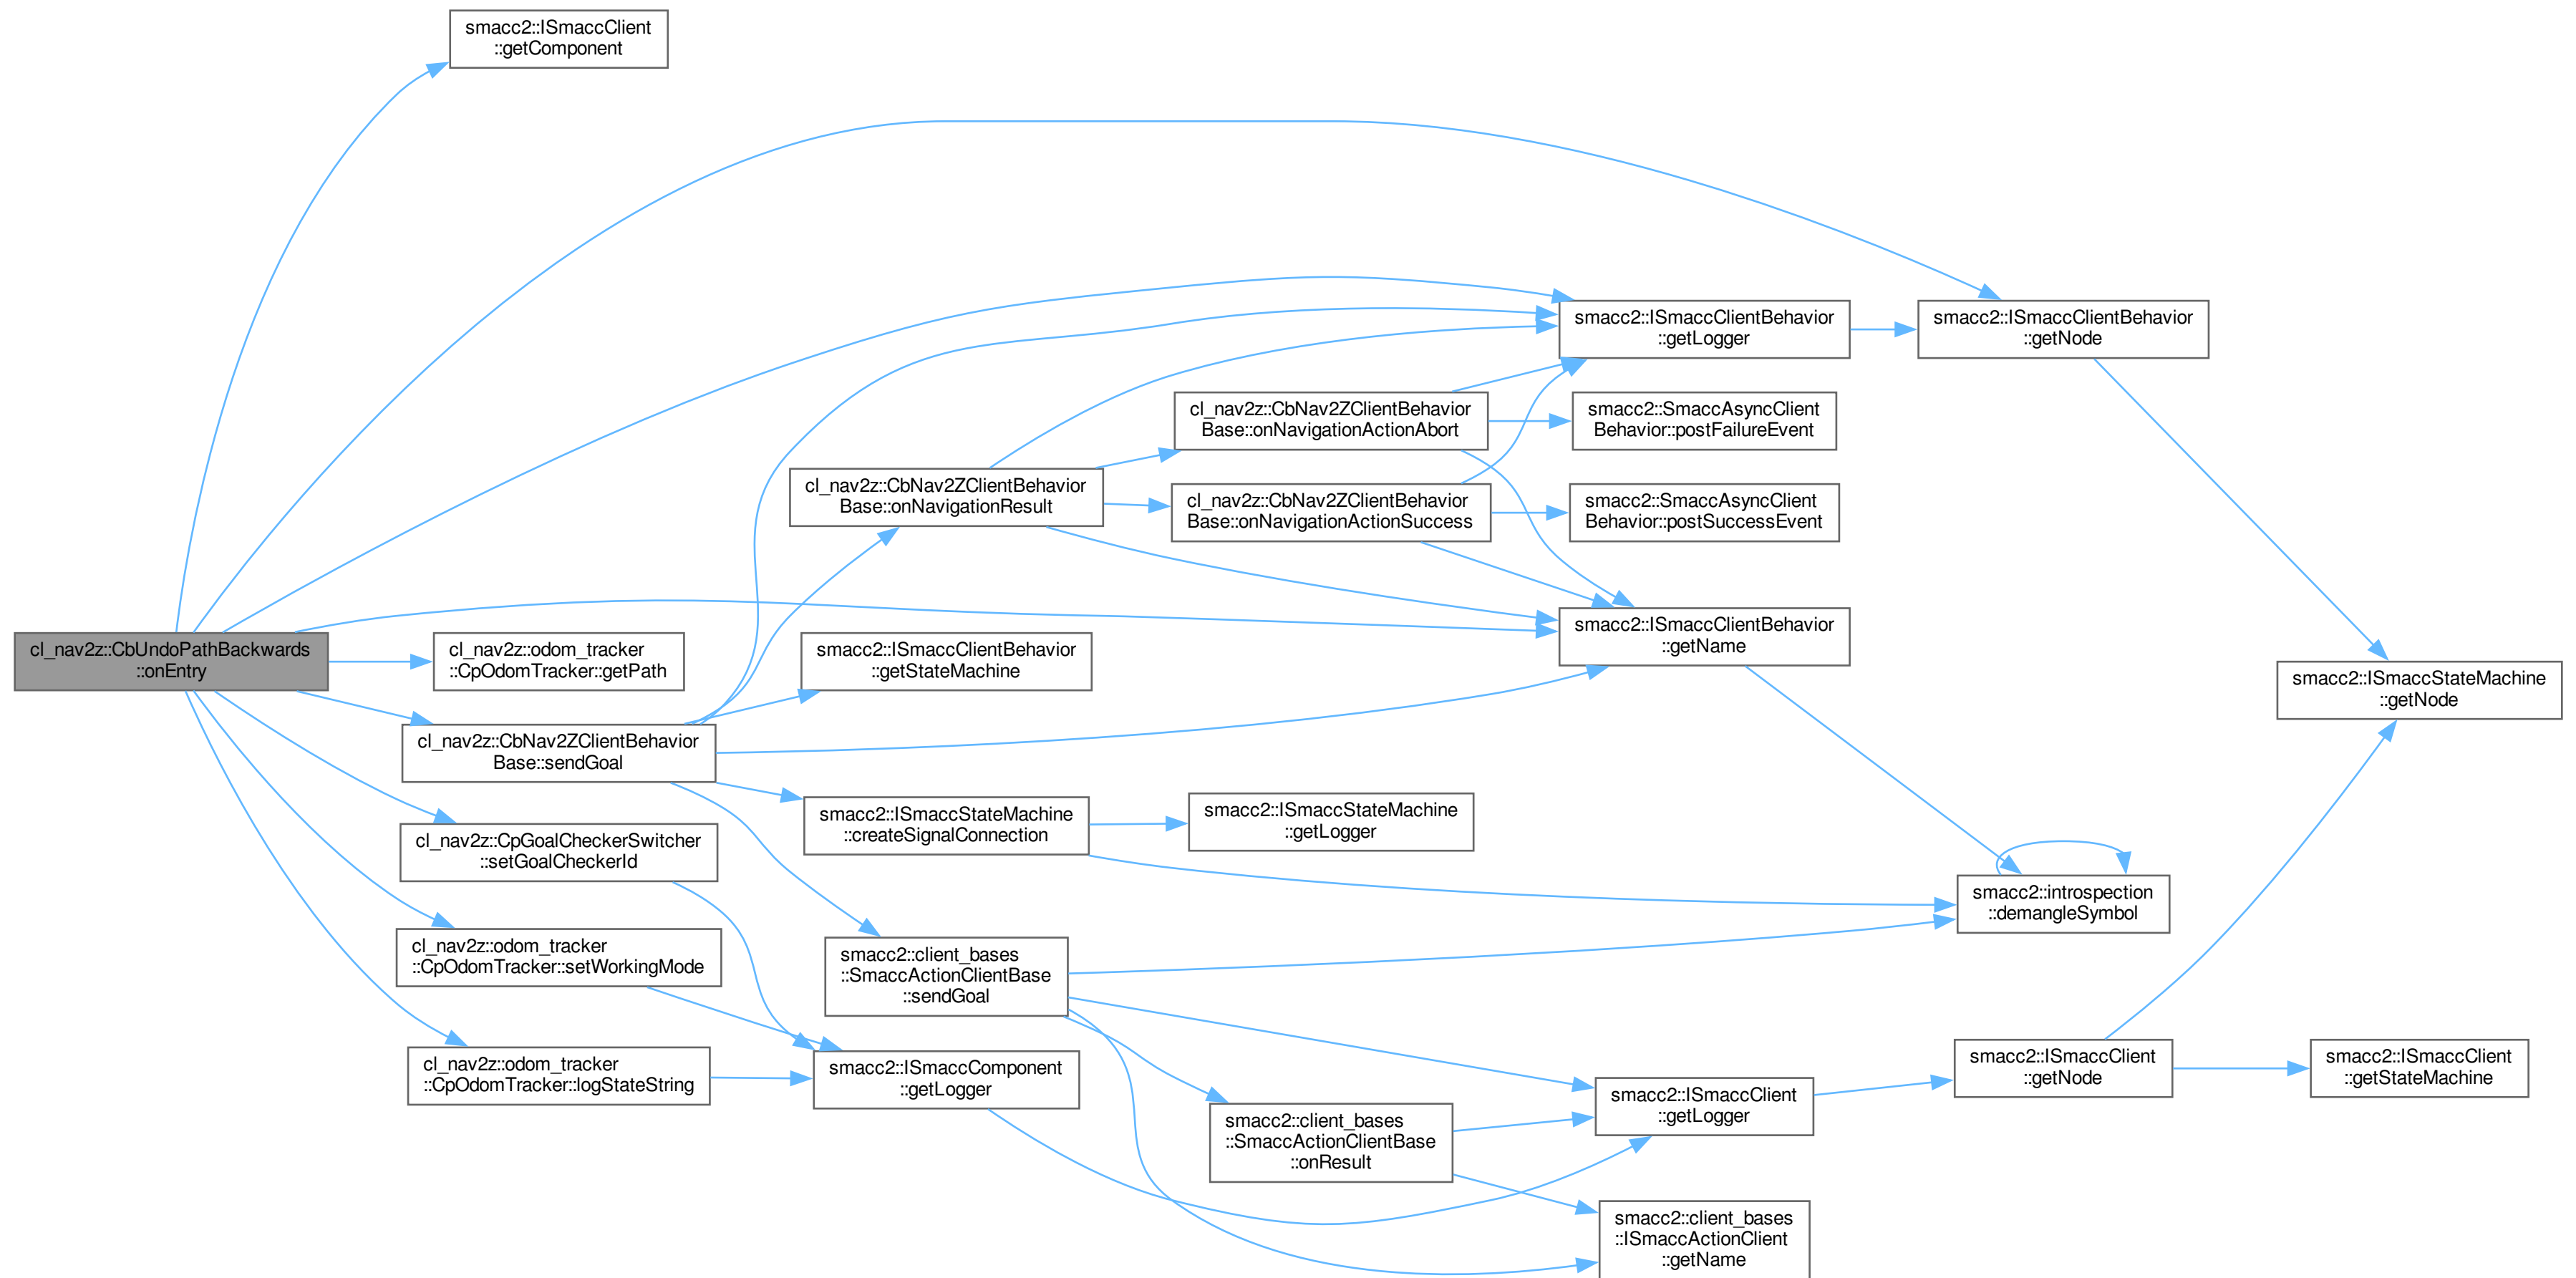 smacc2::ISmaccClient
::getComponent
smacc2::ISmaccClientBehavior
::getLogger
smacc2::ISmaccClientBehavior
::getNode
cl_nav2z::CbNav2ZClientBehavior
Base::onNavigationActionAbort
smacc2::SmaccAsyncClient
Behavior::postFailureEvent
cl_nav2z::CbNav2ZClientBehavior
Base::onNavigationResult
cl_nav2z::CbNav2ZClientBehavior
Base::onNavigationActionSuccess
smacc2::SmaccAsyncClient
Behavior::postSuccessEvent
smacc2::ISmaccClientBehavior
::getName
cl_nav2z::CbUndoPathBackwards
::onEntry
cl_nav2z::odom_tracker
::CpOdomTracker::getPath
smacc2::ISmaccClientBehavior
::getStateMachine
smacc2::ISmaccStateMachine
::getNode
cl_nav2z::CbNav2ZClientBehavior
Base::sendGoal
smacc2::ISmaccStateMachine
::createSignalConnection
smacc2::ISmaccStateMachine
::getLogger
cl_nav2z::CpGoalCheckerSwitcher
::setGoalCheckerId
smacc2::introspection
::demangleSymbol
cl_nav2z::odom_tracker
::CpOdomTracker::setWorkingMode
smacc2::client_bases
::SmaccActionClientBase
::sendGoal
cl_nav2z::odom_tracker
::CpOdomTracker::logStateString
smacc2::ISmaccComponent
::getLogger
smacc2::ISmaccClient
::getLogger
smacc2::ISmaccClient
::getNode
smacc2::ISmaccClient
::getStateMachine
smacc2::client_bases
::SmaccActionClientBase
::onResult
smacc2::client_bases
::ISmaccActionClient
::getName